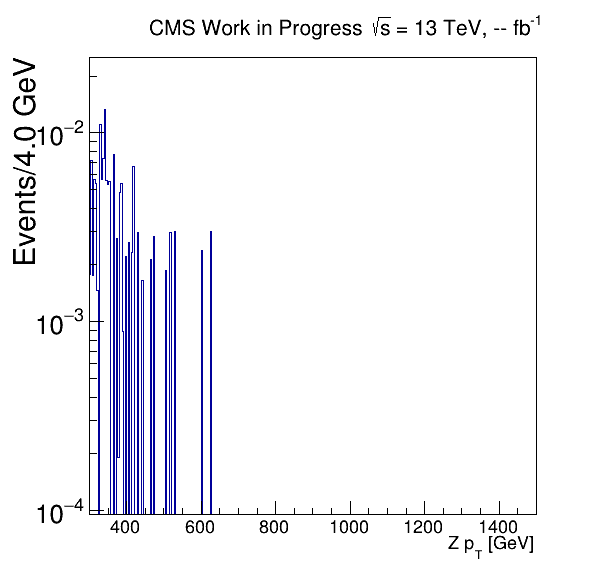 CMS Work in Progress √s = 13 TeV, -- fb⁻¹
Events/4.0 GeV
10⁻²
10⁻³
10⁻⁴
400 600 800 1000 1200 1400
Z p_T [GeV]